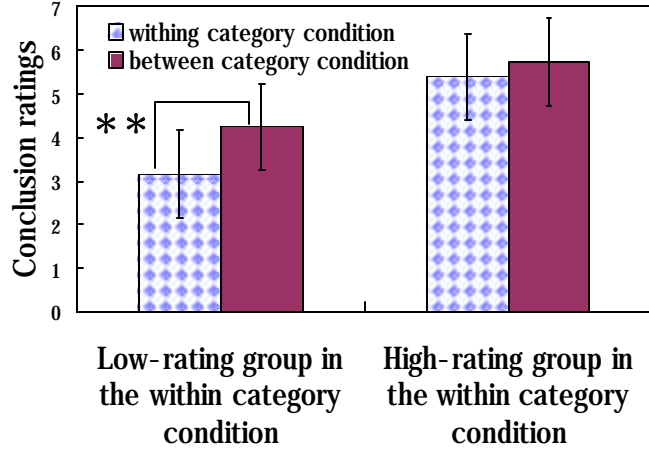 7
6
5
4
3
2
1
0
Conclusion ratings
withing category condition
between category condition
**
Low-rating group in
the within category
condition
High-rating group in
the within category
condition